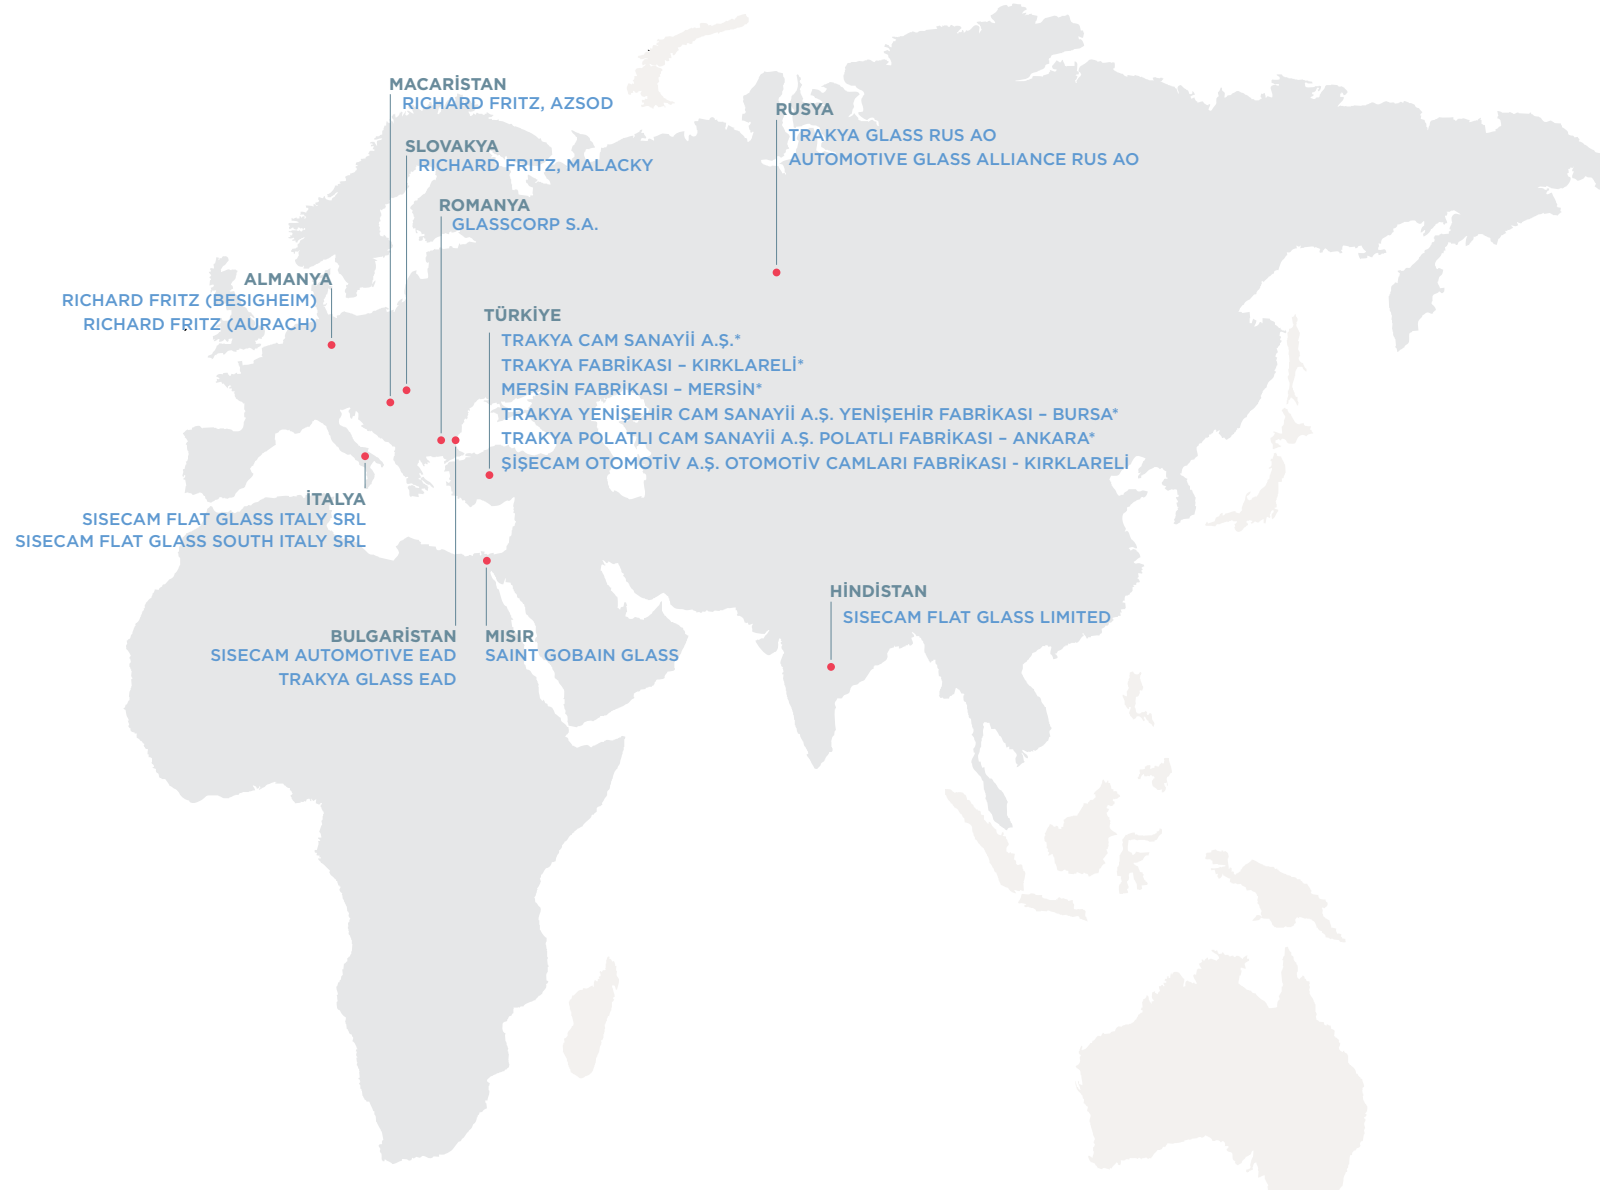 MACARİSTAN
RICHARD FRITZ, AZSOD
SLOVAKYA
RICHARD FRITZ, MALACKY
ROMANYA
GLASSCORP S.A.
RUSYA
TRAKYA GLASS RUS AO
AUTOMOTIVE GLASS ALLIANCE RUS AO
ALMANYA
RICHARD FRITZ (BESIGHEIM)
RICHARD FRITZ (AURACH)
TÜRKİYE
TRAKYA CAM SANAYİİ A.Ş.*
TRAKYA FABRİKASI – KIRKLARELİ*
MERSİN FABRİKASI – MERSİN*
TRAKYA YENİŞEHİR CAM SANAYİİ A.Ş. YENİŞEHİR FABRİKASI – BURSA*
TRAKYA POLATLI CAM SANAYİİ A.Ş. POLATLI FABRİKASI – ANKARA*
ŞİŞECAM OTOMOTİV A.Ş. OTOMOTİV CAMLARI FABRİKASI - KIRKLARELİ
İTALYA
SISECAM FLAT GLASS ITALY SRL
SISECAM FLAT GLASS SOUTH ITALY SRL
BULGARİSTAN
SISECAM AUTOMOTIVE EAD
TRAKYA GLASS EAD
MISIR
SAINT GOBAIN GLASS
HİNDİSTAN
SISECAM FLAT GLASS LIMITED